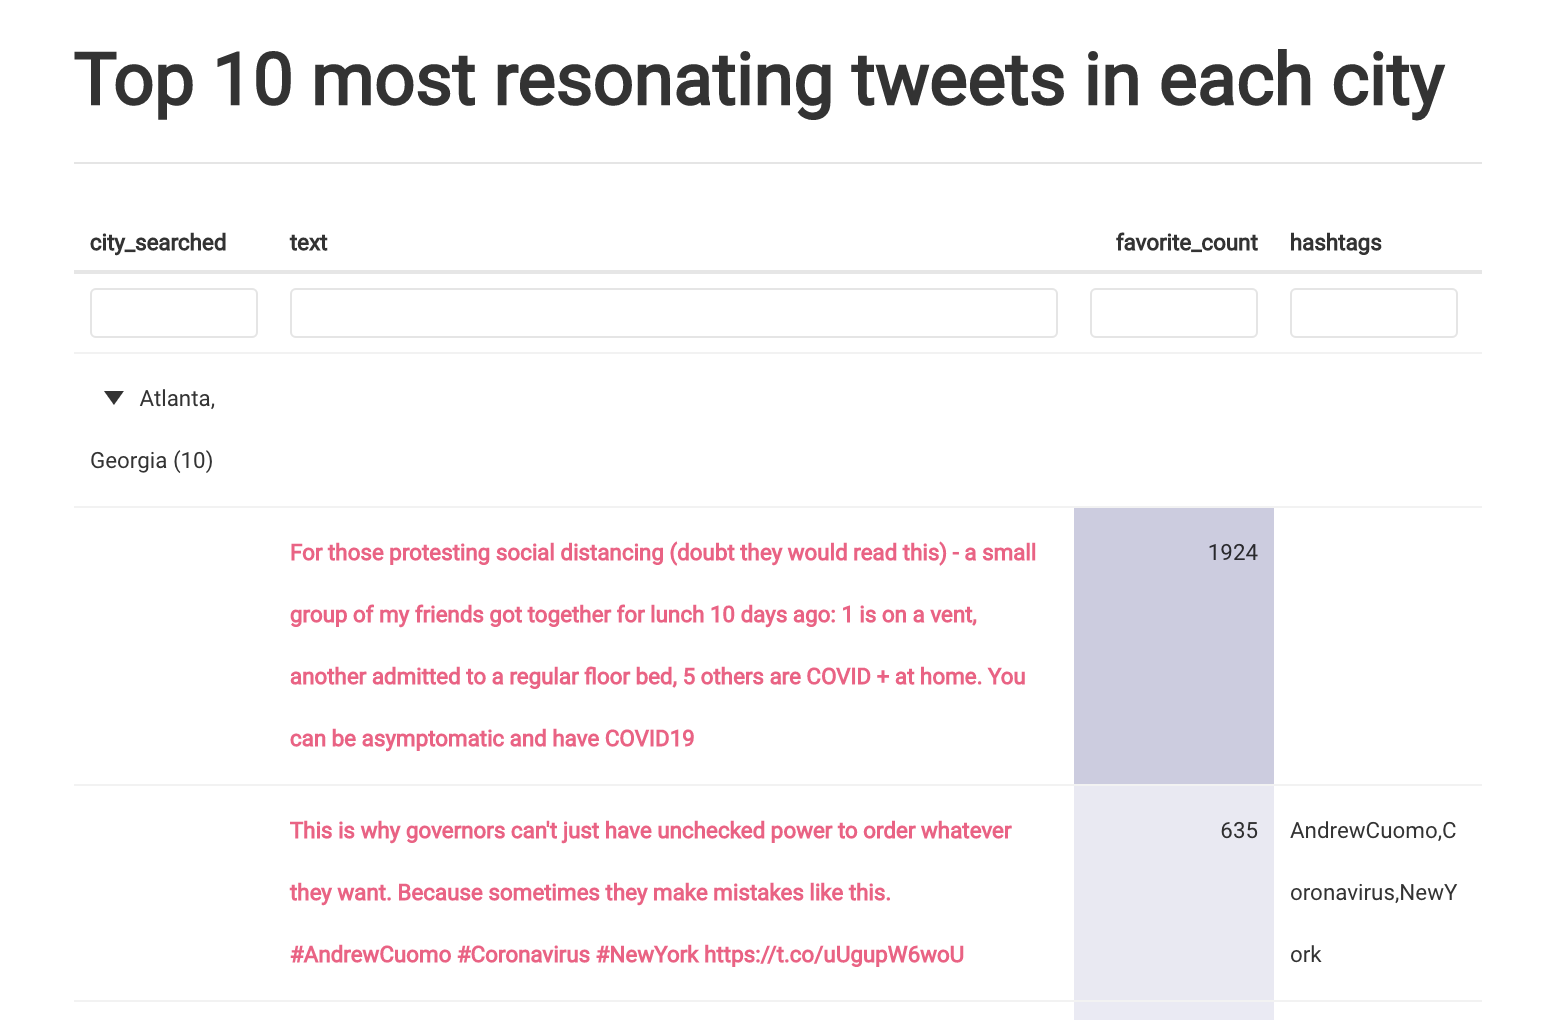 Top 10 most resonating tweets in each city
city_searched text favorite_count hashtags
Atlanta,
Georgia (10)
For those protesting social distancing (doubt they would read this) - a small 1924
group of my friends got together for lunch 10 days ago: 1 is on a vent,
another admitted to a regular floor bed, 5 others are COVID + at home. You
can be asymptomatic and have COVID19
This is why governors can't just have unchecked power to order whatever 635 AndrewCuomo,C
they want. Because sometimes they make mistakes like this. oronavirus,NewY
#AndrewCuomo #Coronavirus #NewYork https://t.co/uUgupW6woU ork